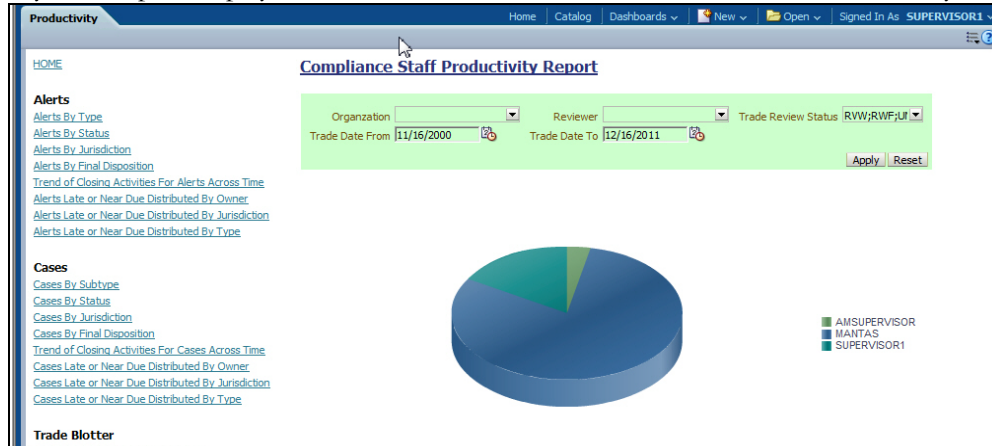 Productivity
Home Catalog Dashboards New Open Signed In As SUPERVISOR1
HOME
Compliance Staff Productivity Report
Alerts
Alerts By Type
Alerts By Status
Alerts By Jurisdiction
Alerts By Final Disposition
Trend of Closing Activities For Alerts Across Time
Alerts Late or Near Due Distributed By Owner
Alerts Late or Near Due Distributed By Jurisdiction
Alerts Late or Near Due Distributed By Type
Organzation Reviewer Trade Review Status RVW;RWF;UI
Trade Date From 11/16/2000 Trade Date To 12/16/2011
Apply Reset
Cases
Cases By Subtype
Cases By Status
Cases By Jurisdiction
Cases By Final Disposition
Trend of Closing Activities For Cases Across Time
Cases Late or Near Due Distributed By Owner
Cases Late or Near Due Distributed By Jurisdiction
Cases Late or Near Due Distributed By Type
AMSUPERVISOR
MANTAS
SUPERVISOR1
Trade Blotter